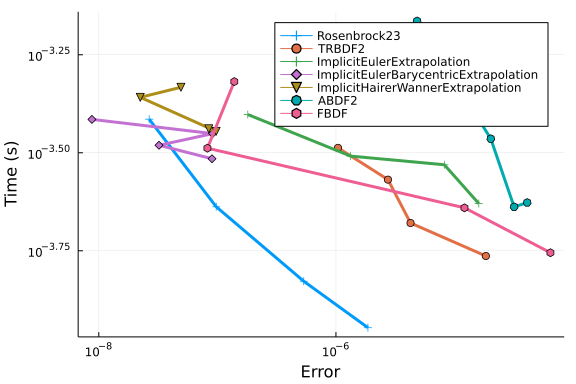 10^-3.25
10^-3.50
10^-3.75
Time (s)
Rosenbrock23
TRBDF2
ImplicitEulerExtrapolation
ImplicitEulerBarycentricExtrapolation
ImplicitHairerWannerExtrapolation
ABDF2
FBDF
10^-8
10^-6
Error